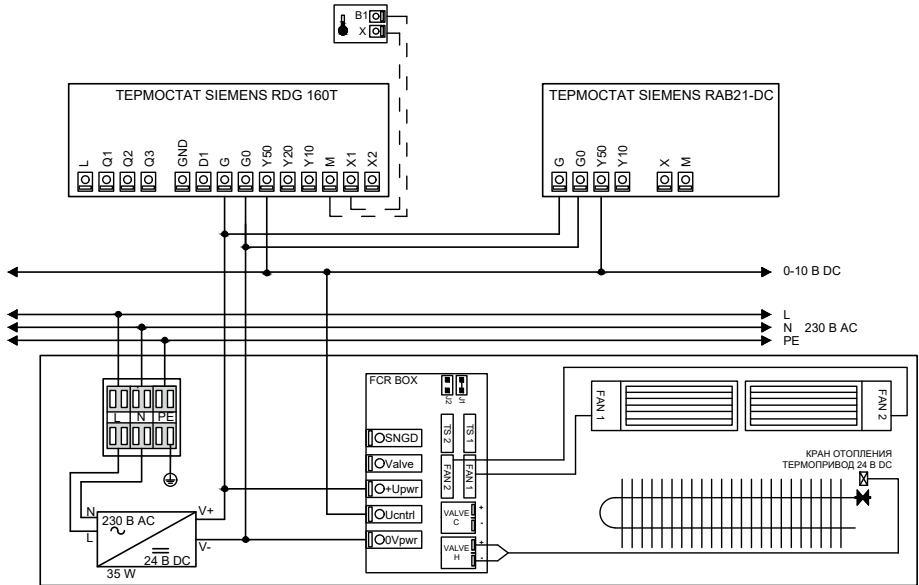 B1
X
ТЕРМОСТАТ SIEMENS RDG 160T
L
Q1
Q2
Q3
GND
D1
G
G0
Y50
Y20
Y10
M
X1
X2
ТЕРМОСТАТ SIEMENS RAB21-DC
G
G0
Y50
Y10
X
M
0-10 В DC
L
N 230 В AC
PE
L
N
PE
N
L
230 В AC
24 В DC
V+
V-
35 W
FCR BOX
J2
J1
TS 2
TS 1
FAN 2
FAN 1
SNGD
Valve
+Upwr
Ucntrl
0Vpwr
VALVE
C
+
-
VALVE
H
+
-
FAN 1
FAN 2
КРАН ОТОПЛЕНИЯ
ТЕРМОПРИВОД 24 В DC